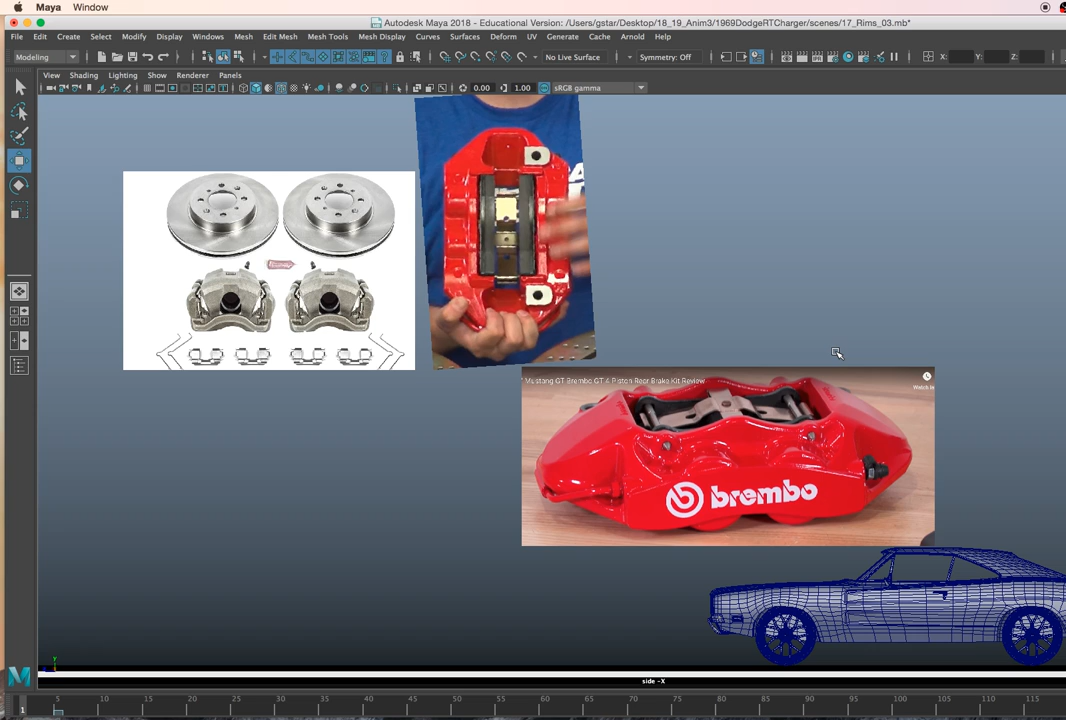 Maya Window
Autodesk Maya 2018 - Educational Version: /Users/gstar/Desktop/18_19_Anim3/1969DodgeRTCharger/scenes/17_Rims_03.mb*
File Edit Create Select Modify Display Windows Mesh Edit Mesh Mesh Tools Mesh Display Curves Surfaces Deform UV Generate Cache Arnold Help
Modeling No Live Surface Symmetry: Off X: Y: Z:
View Shading Lighting Show Renderer Panels
0.00 1.00 sRGB gamma
Mustang GT Brembo GT 4 Piston Rear Brake Kit Review
brembo
Y
side -X
5 10 15 20 25 30 35 40 45 50 55 60 65 70 75 80 85 90 95 100 105 110 115
1